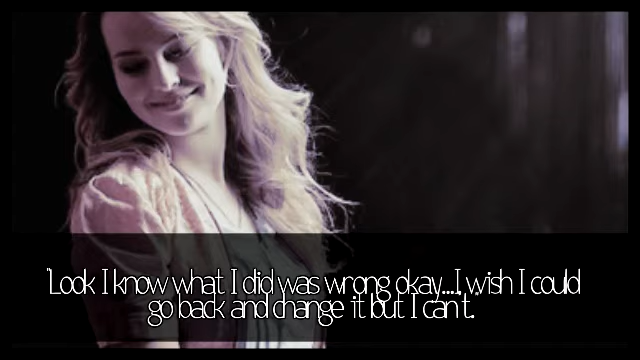 "Look I know what I did was wrong okay....I wish I could
go back and change it but I can't."